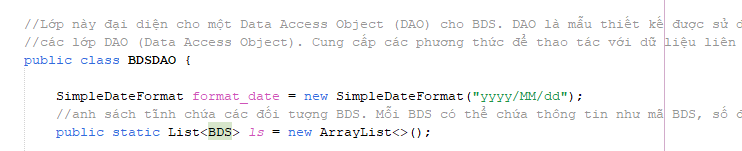 //Lớp này đại diện cho một Data Access Object (DAO) cho BDS. DAO là mẫu thiết kế được sử
//các lớp DAO (Data Access Object). Cung cấp các phương thức để thao tác với dữ liệu liên
public class BDSDAO {
SimpleDateFormat format_date = new SimpleDateFormat("yyyy/MM/dd");
//anh sách tĩnh chứa các đối tượng BDS. Mỗi BDS có thể chứa thông tin như mã BDS, số
public static List<BDS> ls = new ArrayList<>();